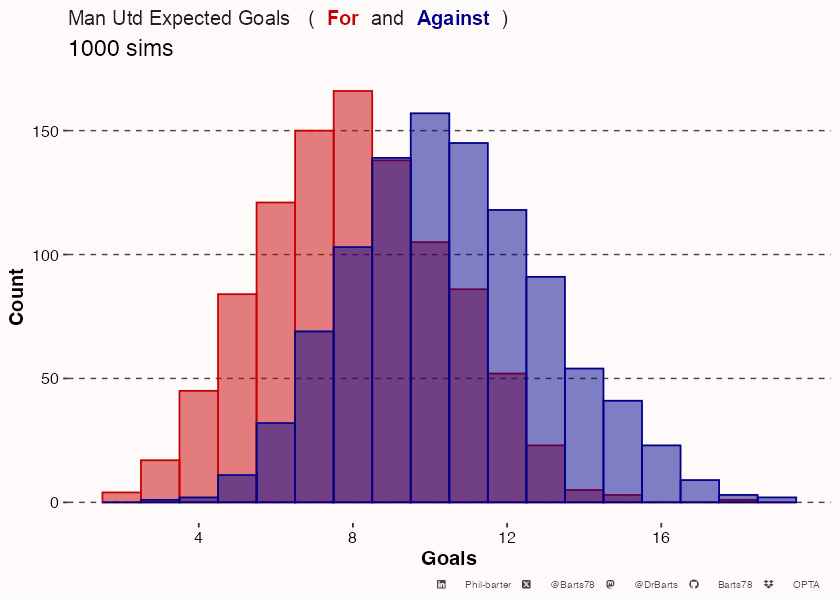 Man Utd Expected Goals ( For and Against )
1000 sims
150
100
50
0
Count
4 8 12 16
Goals
Phil-barter @Barts78 @DrBarts Barts78 OPTA